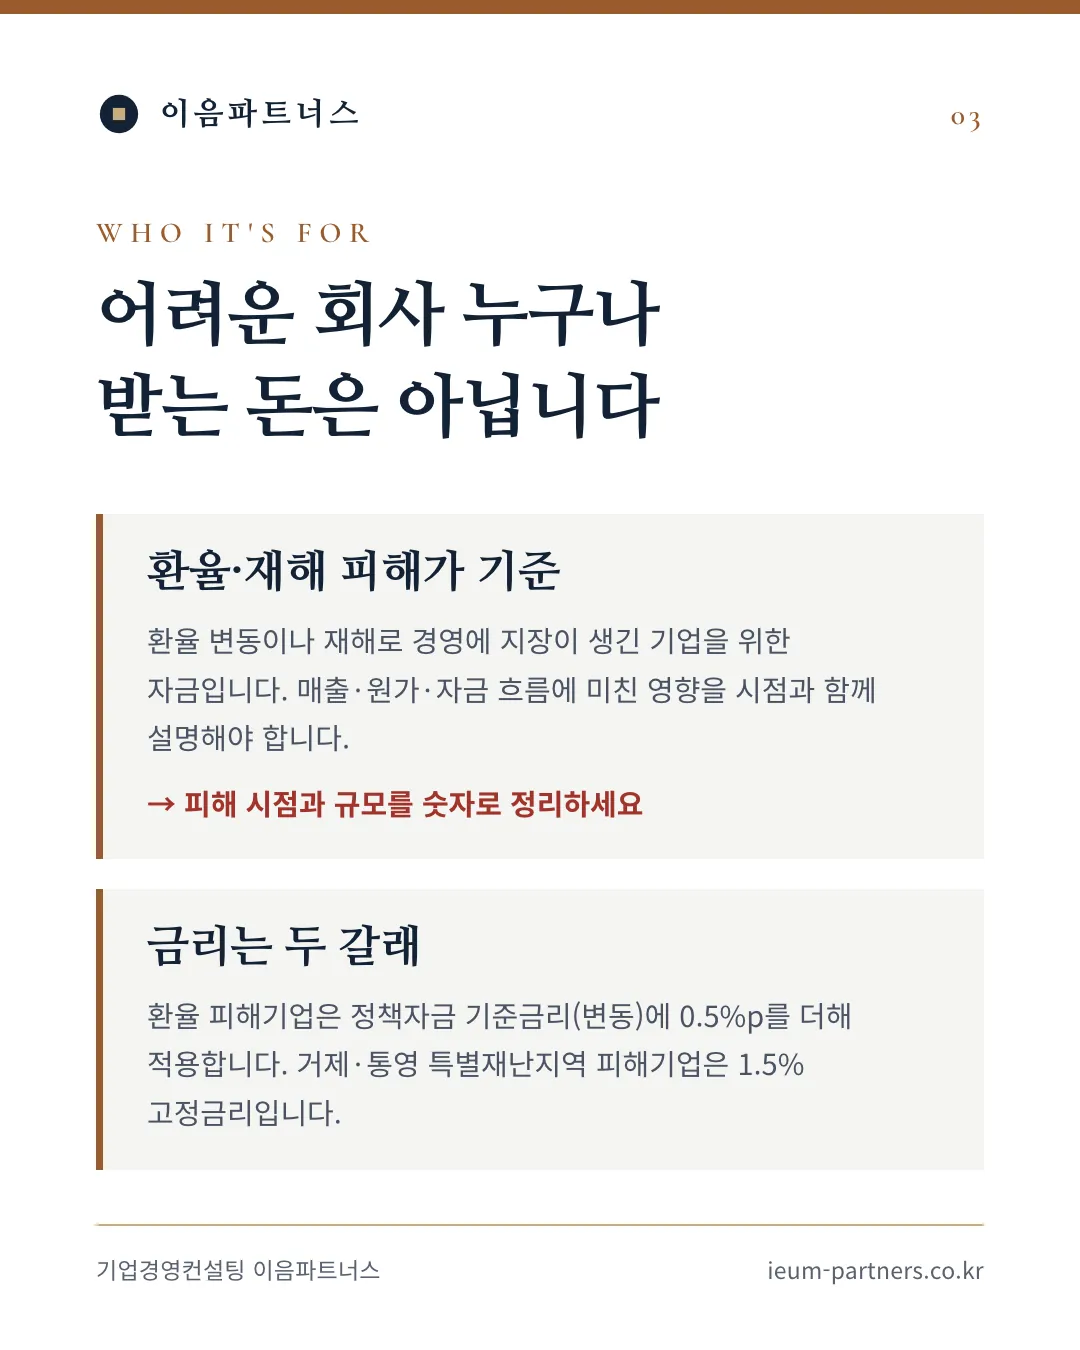 이음파트너스
03
WHO IT'S FOR
어려운 회사 누구나
받는 돈은 아닙니다
환율·재해 피해가 기준
환율 변동이나 재해로 경영에 지장이 생긴 기업을 위한
자금입니다. 매출·원가·자금 흐름에 미친 영향을 시점과 함께
설명해야 합니다.
→ 피해 시점과 규모를 숫자로 정리하세요
금리는 두 갈래
환율 피해기업은 정책자금 기준금리(변동)에 0.5%p를 더해
적용합니다. 거제·통영 특별재난지역 피해기업은 1.5%
고정금리입니다.
기업경영컨설팅 이음파트너스
ieum-partners.co.kr